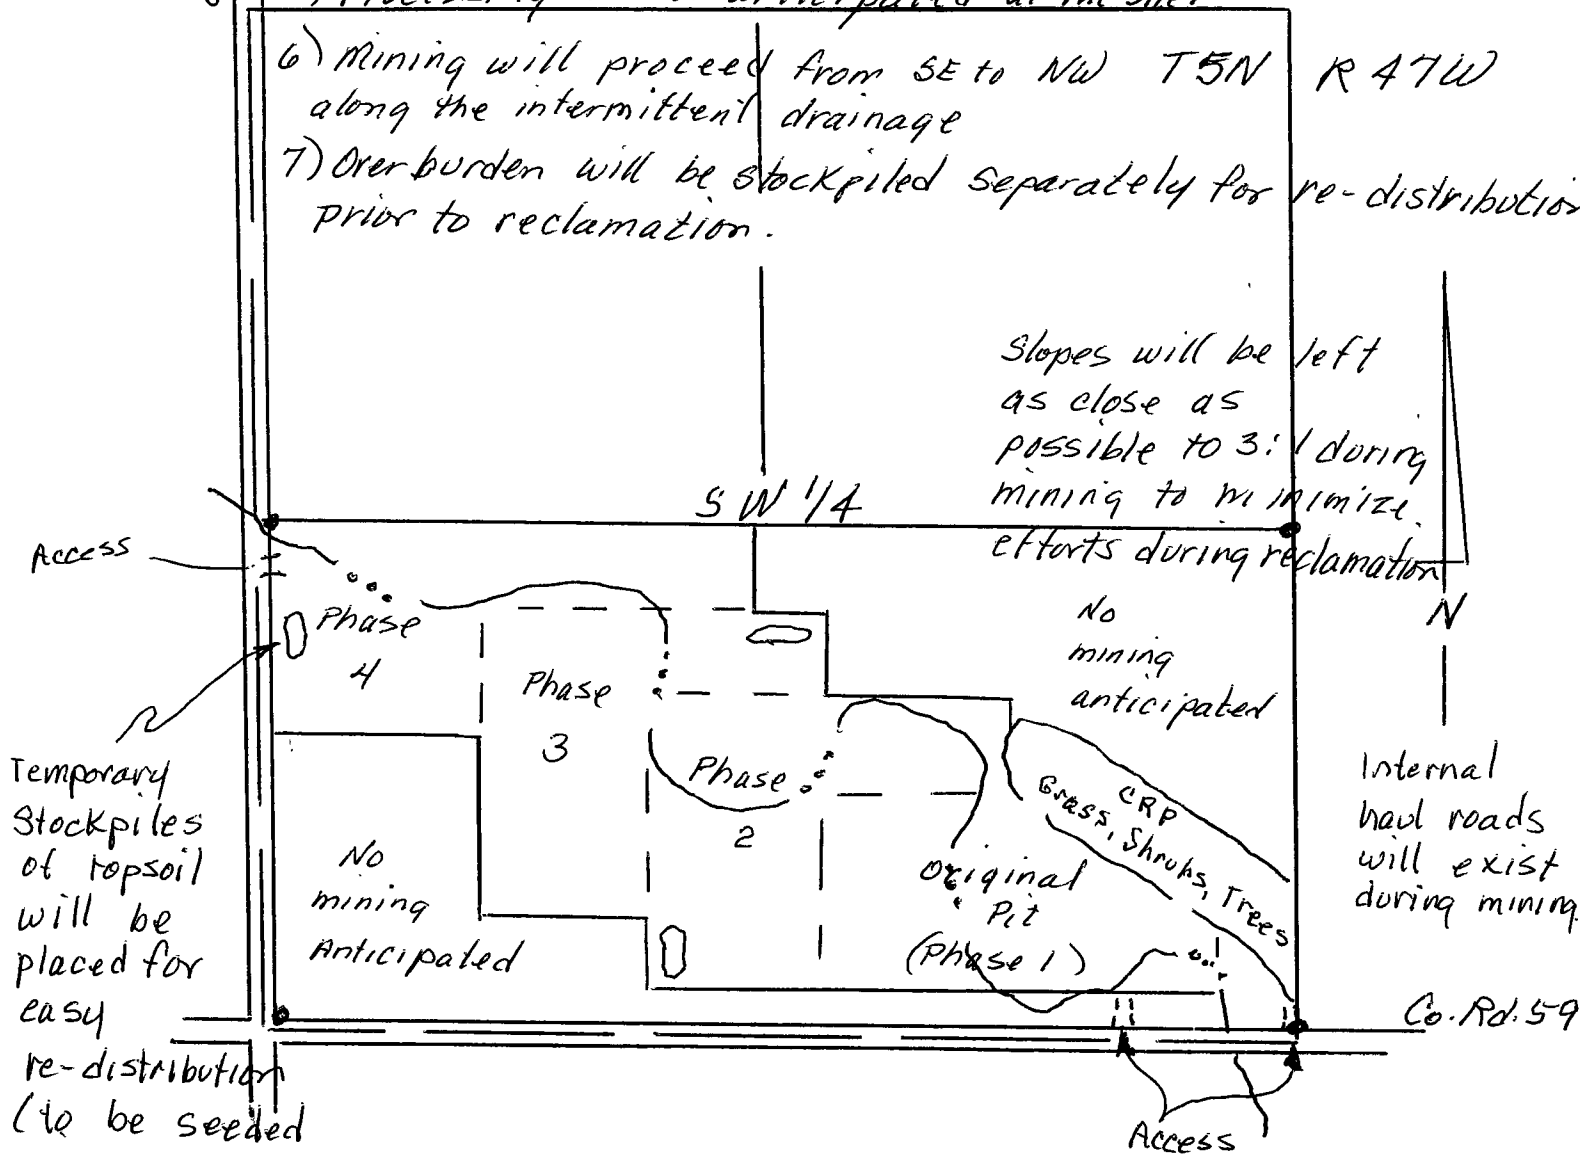 anticipated at
6) Mining will proceed from SE to NW T5N R47W
along the intermittent drainage
7) Overburden will be stockpiled separately for re-distribution
prior to reclamation.
Slopes will be left
as close as
possible to 3:1 during
mining to minimize
efforts during reclamation
SW 1/4
Access
N
No
mining
anticipated
Phase
4
Phase
3
Phase
2
CRP
Grass, Shrubs, Trees
Original
Pit
(Phase 1)
No
mining
Anticipated
Temporary
Stockpiles
of topsoil
will be
placed for
easy
re-distribution
(to be seeded
Internal
haul roads
will exist
during mining
Co. Rd. 59
Access